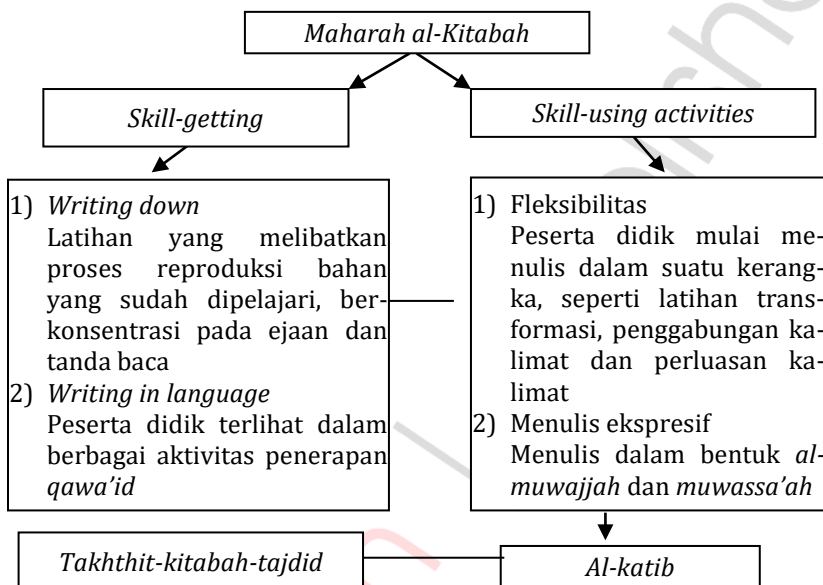 Maharah al-Kitabah
Skill-getting
Skill-using activities
1) Writing down
Latihan yang melibatkan
proses reproduksi bahan
yang sudah dipelajari, ber-
konsentrasi pada ejaan dan
tanda baca
2) Writing in language
Peserta didik terlihat dalam
berbagai aktivitas penerapan
qawa’id
1) Fleksibilitas
Peserta didik mulai me-
nulis dalam suatu kerang-
ka, seperti latihan trans-
formasi, penggabungan ka-
limat dan perluasan ka-
limat
2) Menulis ekspresif
Menulis dalam bentuk al-
muwajjah dan muwassa’ah
Takhthit-kitabah-tajdid
Al-katib